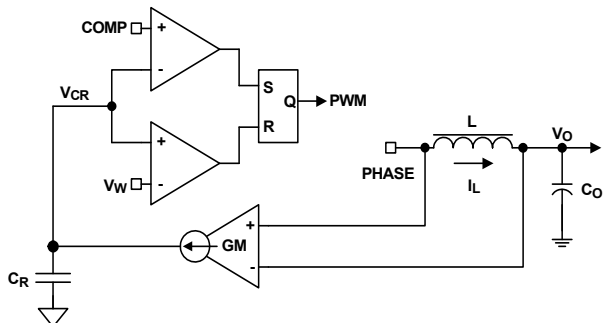 COMP
+
-
VCR
S
Q
PWM
R
+
VW
-
L
VO
PHASE
IL
CO
+
GM
-
CR